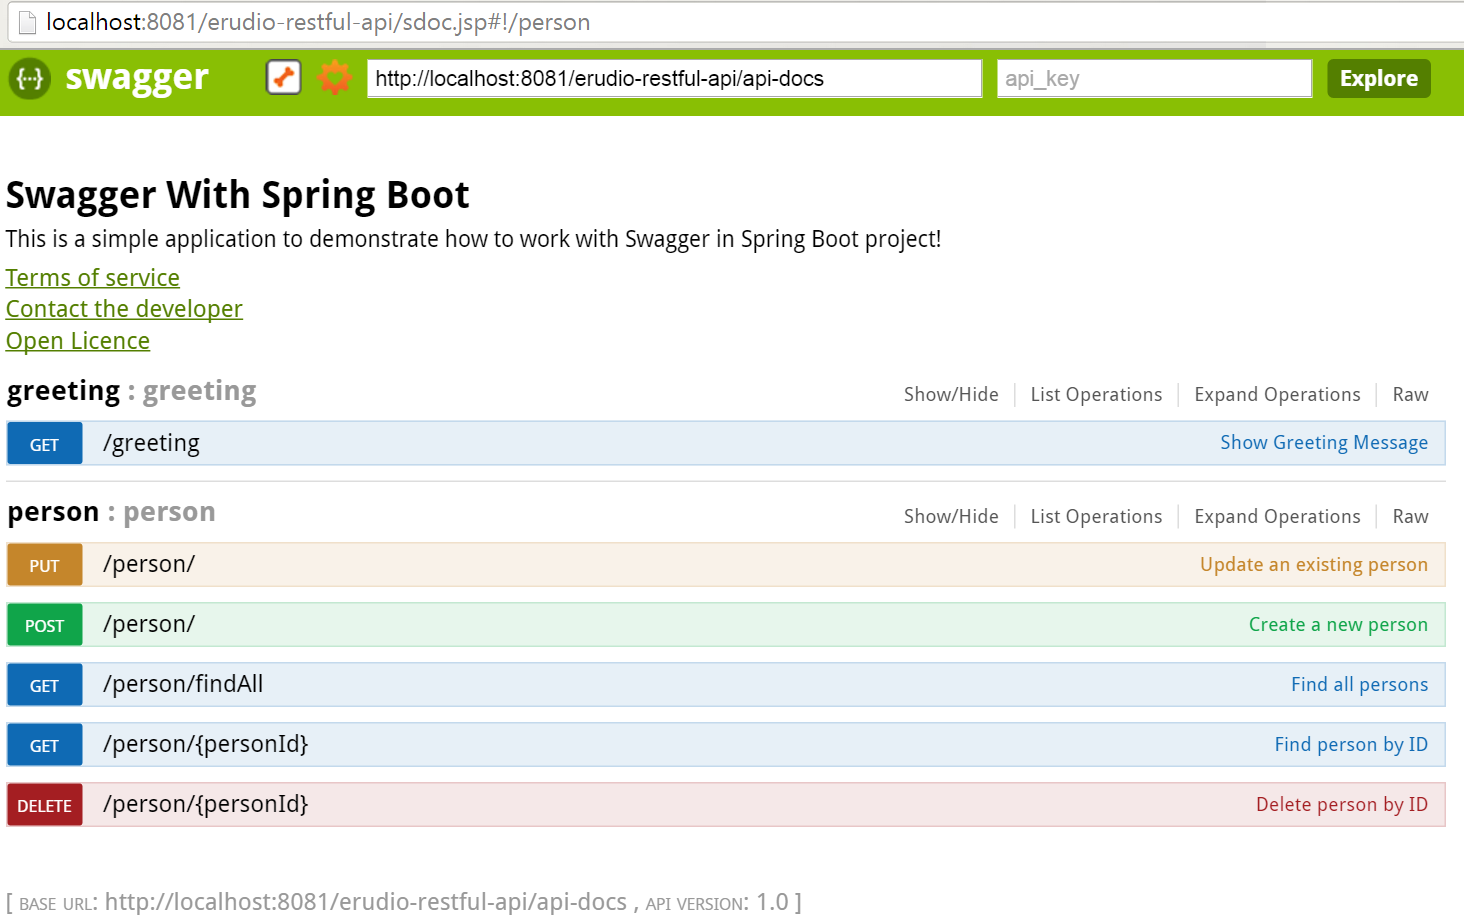 localhost:8081/erudio-restful-api/sdoc.jsp#!/person
{···} swagger http://localhost:8081/erudio-restful-api/api-docs api_key Explore
Swagger With Spring Boot
This is a simple application to demonstrate how to work with Swagger in Spring Boot project!
Terms of service
Contact the developer
Open Licence
greeting : greeting Show/Hide List Operations Expand Operations Raw
GET /greeting Show Greeting Message
person : person Show/Hide List Operations Expand Operations Raw
PUT /person/ Update an existing person
POST /person/ Create a new person
GET /person/findAll Find all persons
GET /person/{personId} Find person by ID
DELETE /person/{personId} Delete person by ID
[ BASE URL: http://localhost:8081/erudio-restful-api/api-docs , API VERSION: 1.0 ]